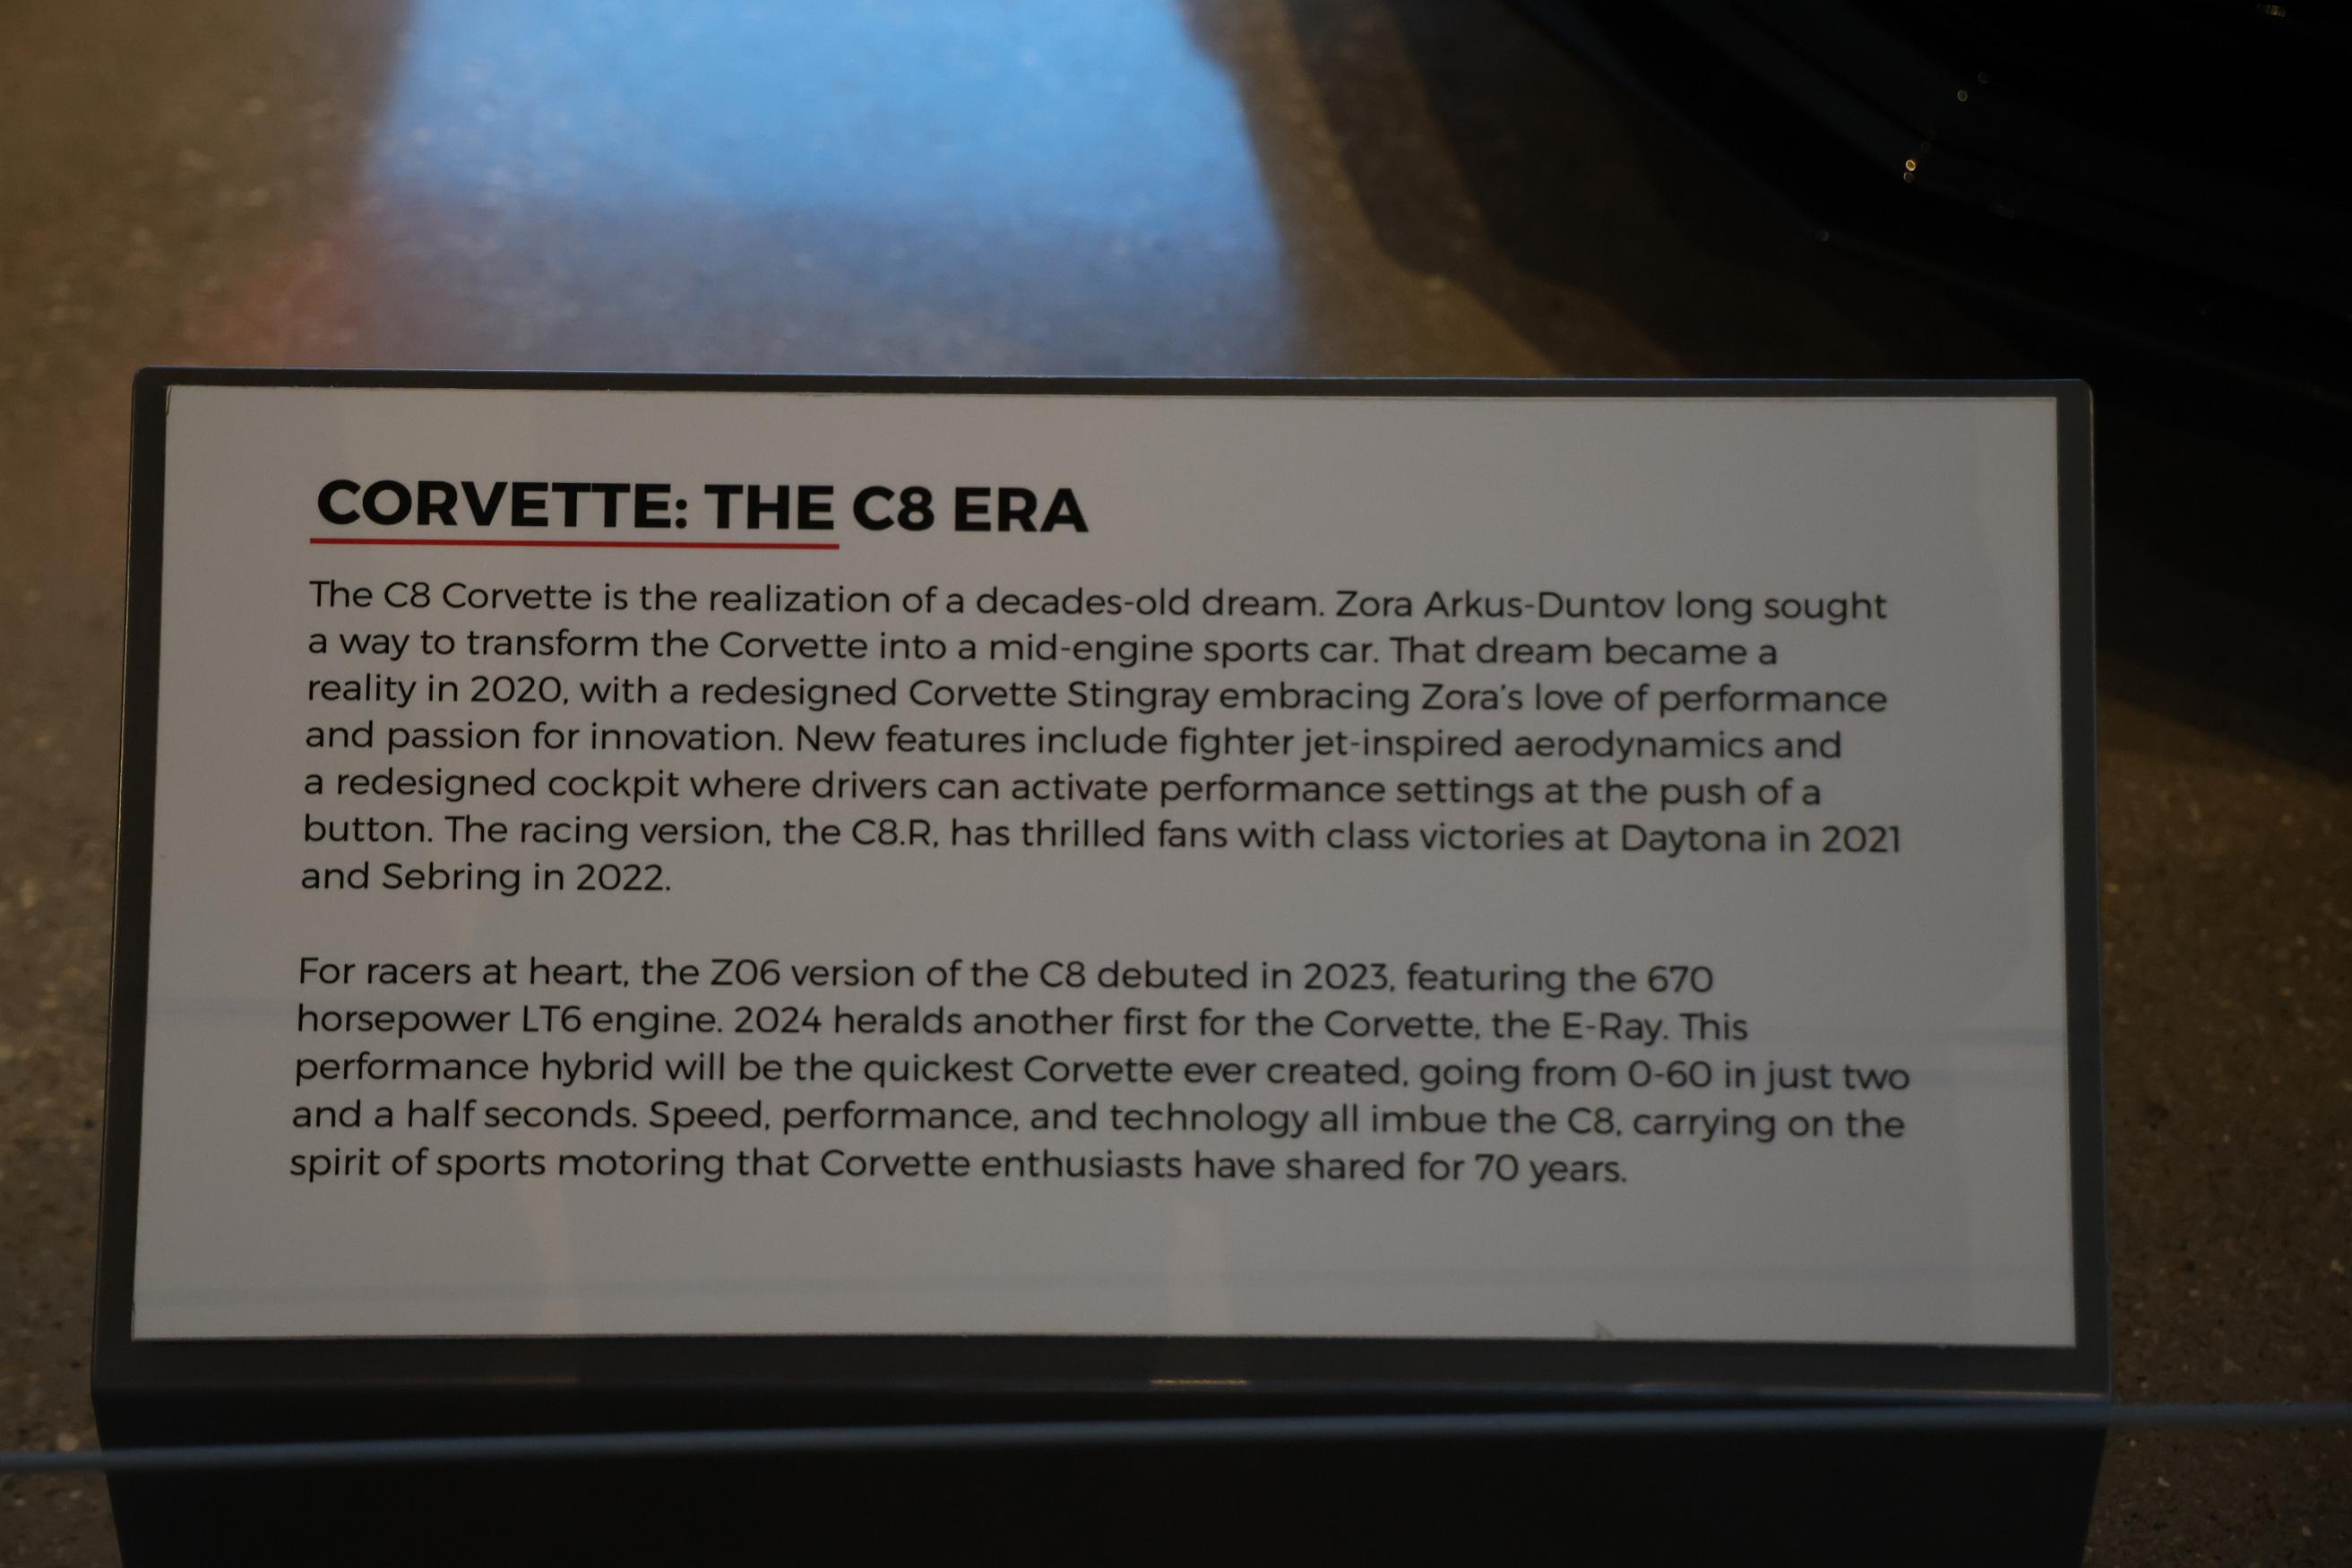 CORVETTE: THE C8 ERA
The C8 Corvette is the realization of a decades-old dream. Zora Arkus-Duntov long sought
a way to transform the Corvette into a mid-engine sports car. That dream became a
reality in 2020, with a redesigned Corvette Stingray embracing Zora's love of performance
and passion for innovation. New features include fighter jet-inspired aerodynamics and
a redesigned cockpit where drivers can activate performance settings at the push of a
button. The racing version, the C8.R, has thrilled fans with class victories at Daytona in 2021
and Sebring in 2022.
For racers at heart, the Z06 version of the C8 debuted in 2023, featuring the 670
horsepower LT6 engine. 2024 heralds another first for the Corvette, the E-Ray. This
performance hybrid will be the quickest Corvette ever created, going from 0-60 in just two
and a half seconds. Speed, performance, and technology all imbue the C8, carrying on the
spirit of sports motoring that Corvette enthusiasts have shared for 70 years.